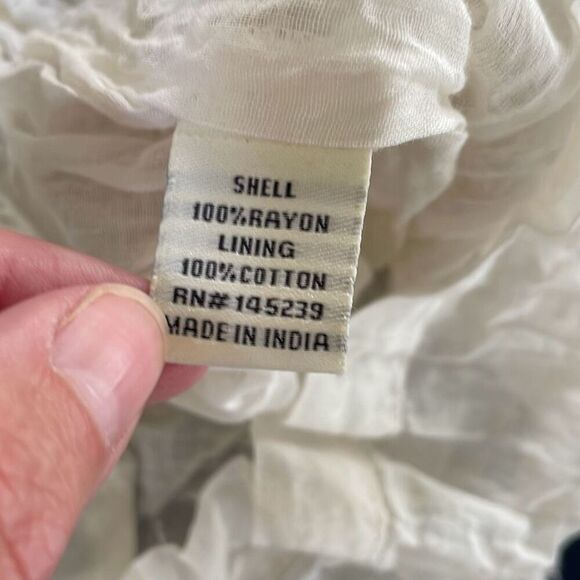 SHELL
100%RAYON
LINING
100%COTTON
RN# 145239
MADE IN INDIA